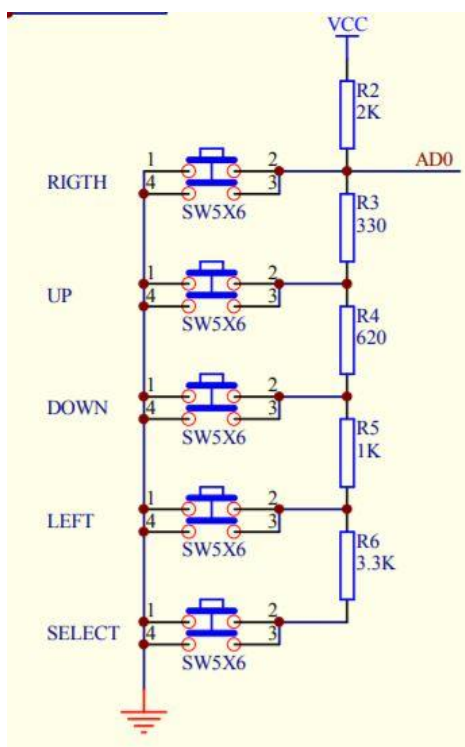 VCC
R2
2K
AD0
1 2
4 3
RIGTH
SW5X6
R3
330
1 2
4 3
UP
SW5X6
R4
620
1 2
4 3
DOWN
SW5X6
R5
1K
1 2
4 3
LEFT
SW5X6
R6
3.3K
1 2
4 3
SELECT
SW5X6